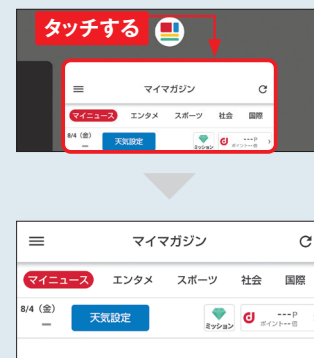 タッチする
マイマガジン
マイニュース エンタメ スポーツ 社会 国際
8/4（金）
天気設定
ミッション
---P
ポイント---倍
マイマガジン
マイニュース エンタメ スポーツ 社会 国際
8/4（金）
天気設定
ミッション
---P
ポイント---倍